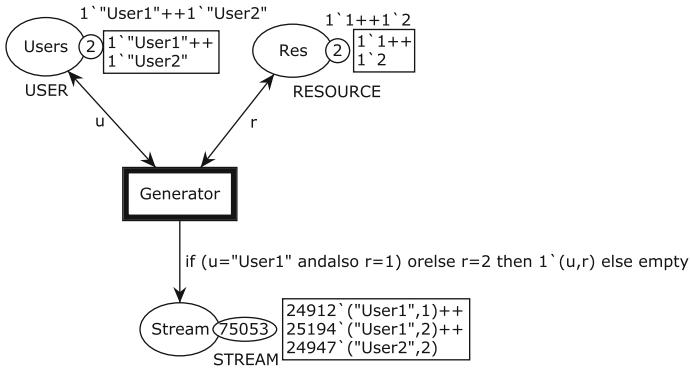 1`"User1"++1`"User2"
Users
2
1`"User1"++
1`"User2"
USER
1`1++1`2
Res
2
1`1++
1`2
RESOURCE
u
r
Generator
if (u="User1" andalso r=1) orelse r=2 then 1`(u,r) else empty
Stream
75053
24912`("User1",1)++
25194`("User1",2)++
24947`("User2",2)
STREAM